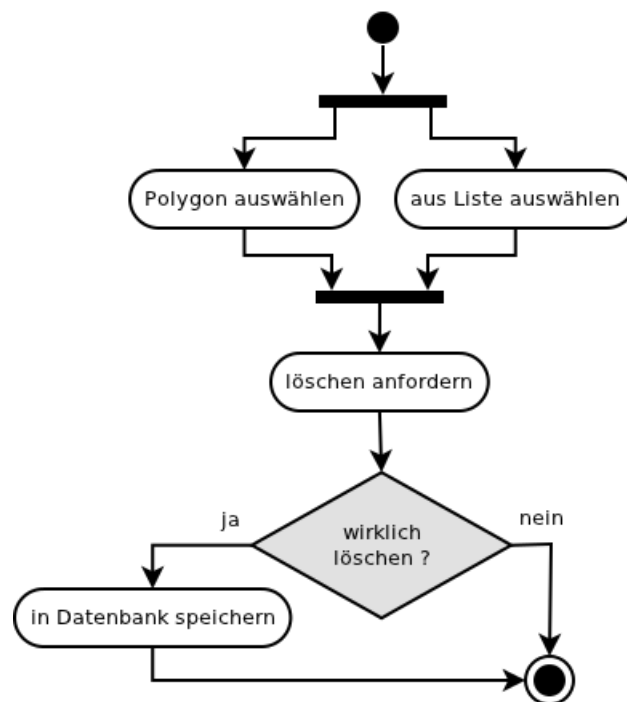 Polygon auswählen
aus Liste auswählen
löschen anfordern
ja
nein
wirklich
löschen ?
in Datenbank speichern